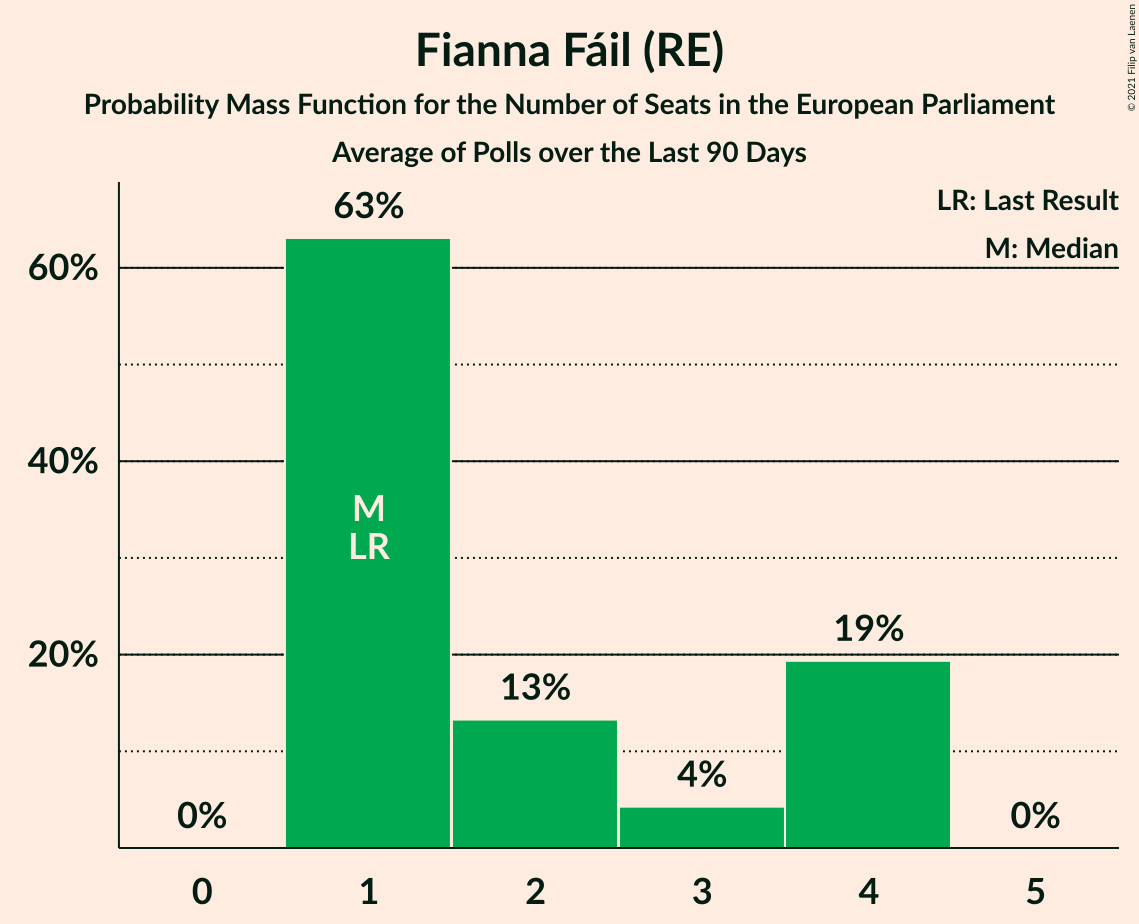 Fianna Fáil (RE)
Probability Mass Function for the Number of Seats in the European Parliament
Average of Polls over the Last 90 Days
© 2021 Filip van Laenen
LR: Last Result
M: Median
63%
60%
40%
M
LR
20%
19%
13%
4%
0%
0%
0 1 2 3 4 5